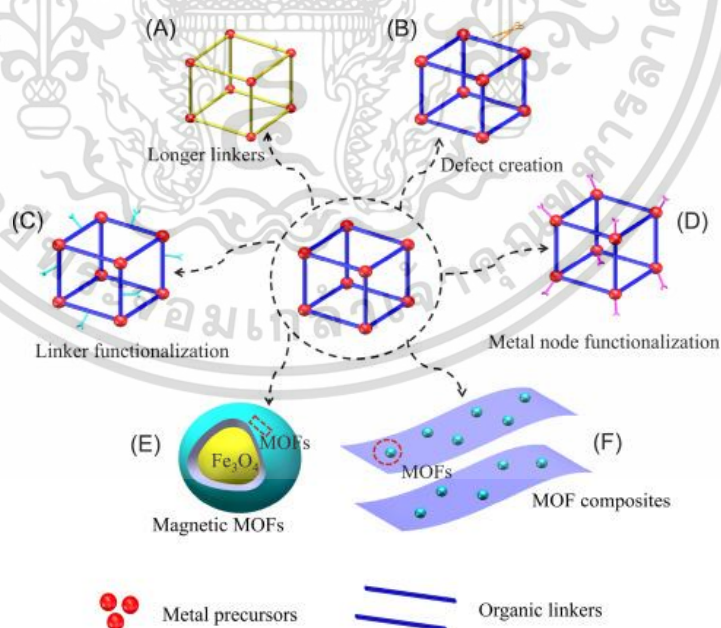 (A)
(B)
Longer linkers
Defect creation
(C)
(D)
Linker functionalization
Metal node functionalization
(E)
MOFs
Fe₃O₄
Magnetic MOFs
(F)
MOFs
MOF composites
Metal precursors
Organic linkers